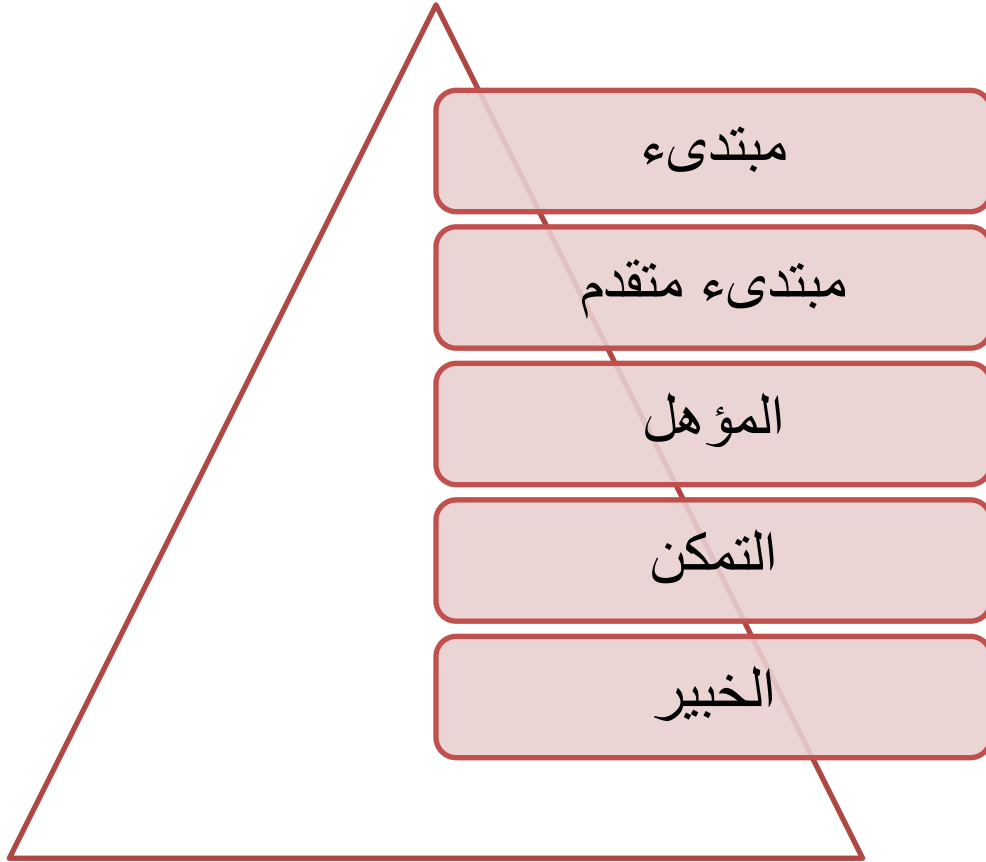 مبتدىء
مبتدىء متقدم
المؤهل
التمكن
الخبير